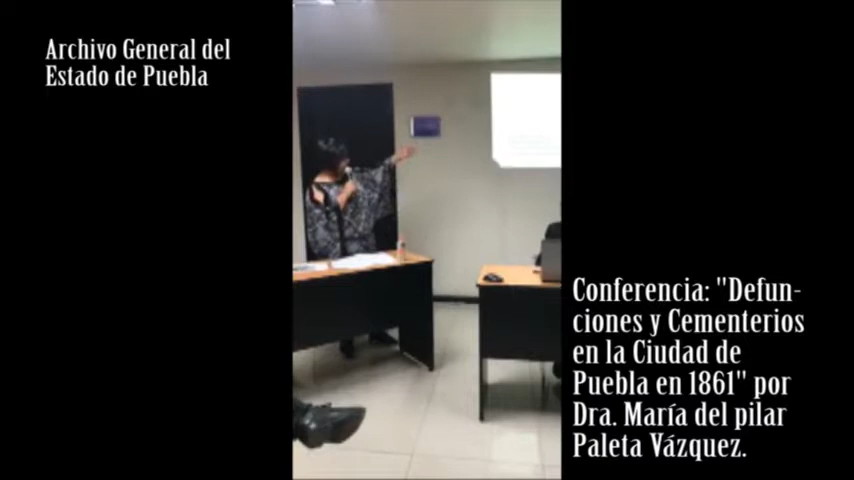 Archivo General del
Estado de Puebla
Conferencia: "Defun-
ciones y Cementerios
en la Ciudad de
Puebla en 1861" por
Dra. María del pilar
Paleta Vázquez.